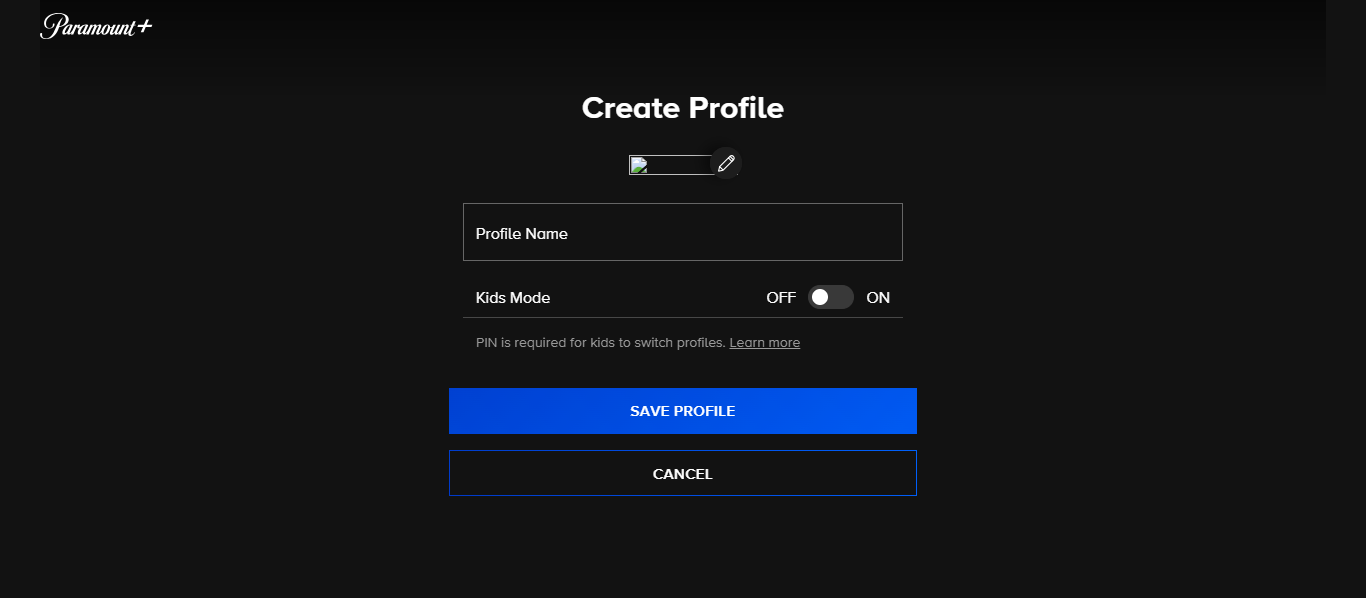 Paramount+
Create Profile
Profile Name
Kids Mode OFF ON
PIN is required for kids to switch profiles. Learn more
SAVE PROFILE
CANCEL